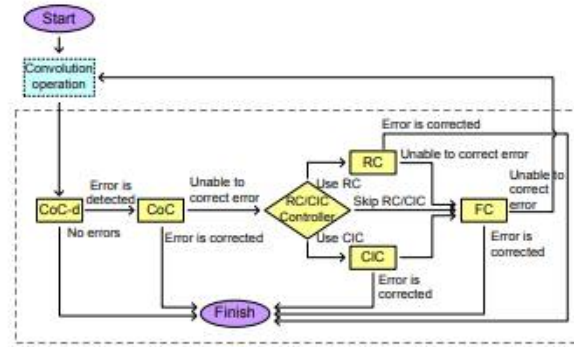 Start
Convolution
operation
Error is corrected
RC
Unable to correct error
Unable to
correct
error
Use RC
Error is
detected
Unable to
correct error
CoC-d
CoC
RC/CIC
Controller
Skip RC/CIC
FC
No errors
Error is corrected
Use CIC
CIC
Error is
corrected
Error is
corrected
Finish